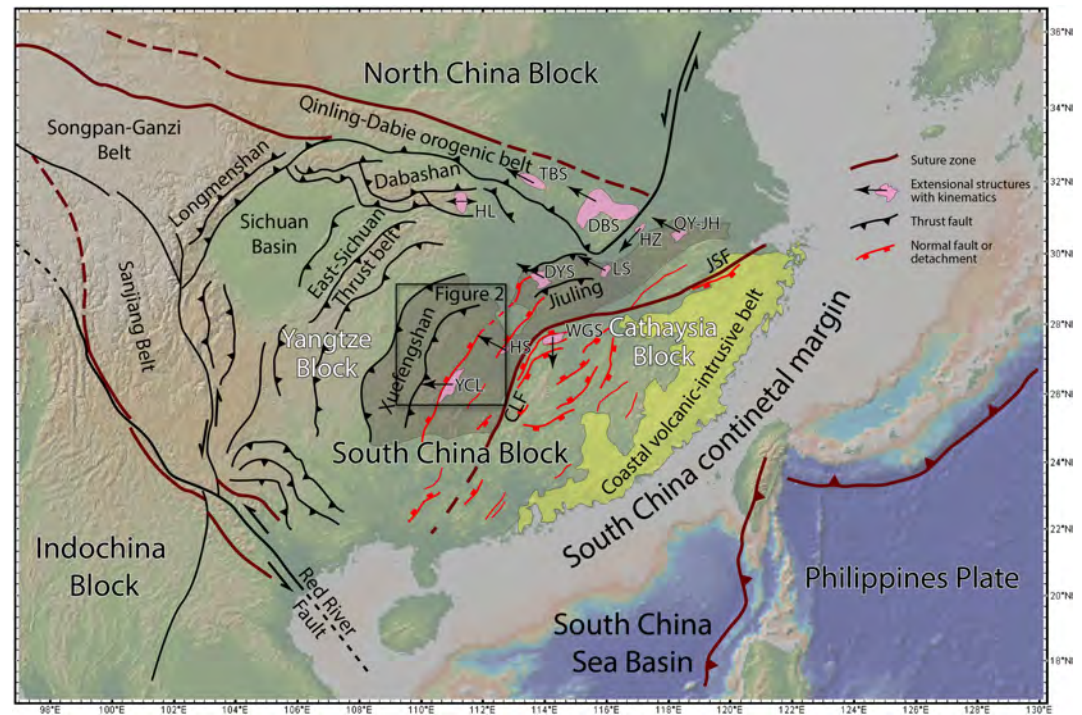 North China Block
Songpan-Ganzi
Belt
Qinling-Dabie orogenic belt
TBS
Longmenshan
Dabashan
HL
DBS
HZ
QY-JH
Sichuan
Basin
East-Sichuan
Thrust belt
DYS
LS
Jiuling
JSF
Sanjiang Belt
Figure 2
Yangtze
Block
Xuefengshan
HS
WGS
YCL
CLF
Cathaysia
Block
South China Block
Coastal volcanic-intrusive belt
South China continetal margin
Indochina
Block
Red River
Fault
Philippines Plate
South China
Sea Basin
Suture zone
Extensional structures
with kinematics
Thrust fault
Normal fault or
detachment
36°N
34°N
32°N
30°N
28°N
26°N
24°N
22°N
20°N
18°N
98°E
100°E
102°E
104°E
106°E
108°E
110°E
112°E
114°E
116°E
118°E
120°E
122°E
124°E
126°E
128°E
130°E